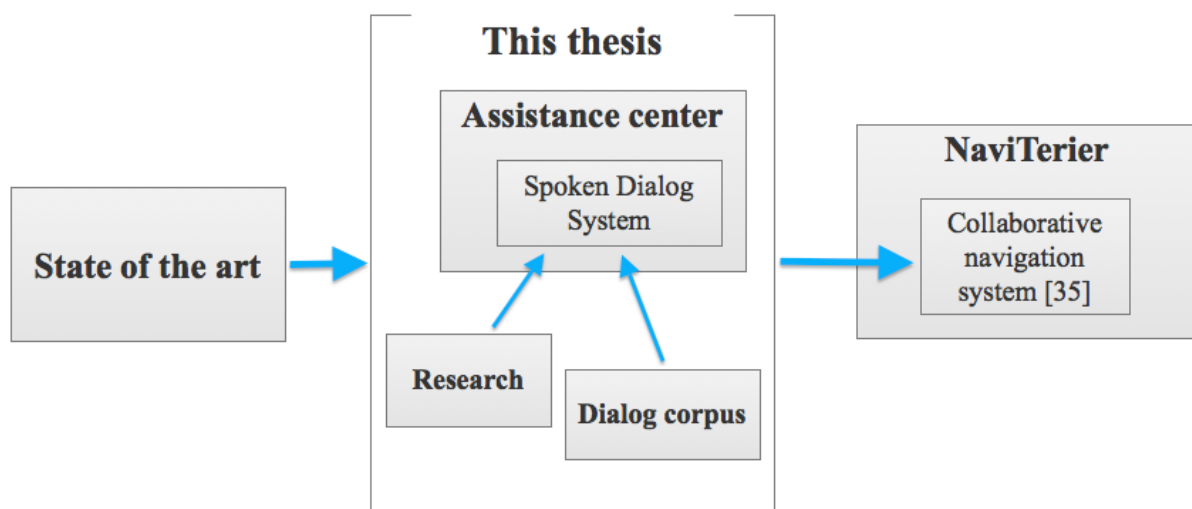 This thesis
Assistance center
Spoken Dialog
System
State of the art
Research
Dialog corpus
NaviTerier
Collaborative
navigation
system [35]